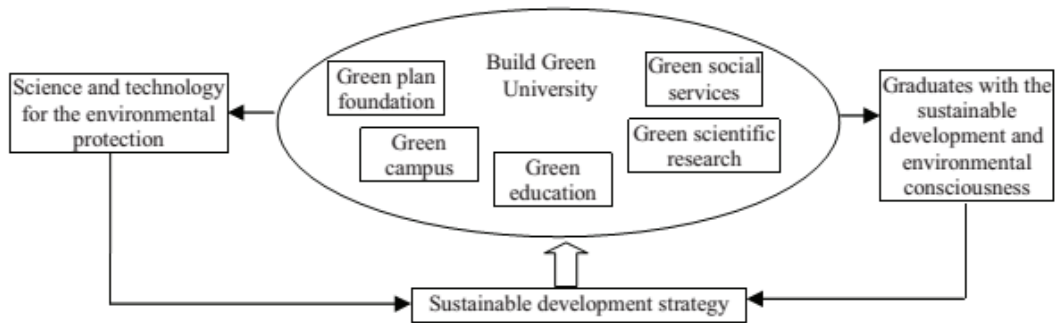 Build Green
University
Green plan
foundation
Green social
services
Green
campus
Green
education
Green scientific
research
Science and technology
for the environmental
protection
Graduates with the
sustainable
development and
environmental
consciousness
Sustainable development strategy